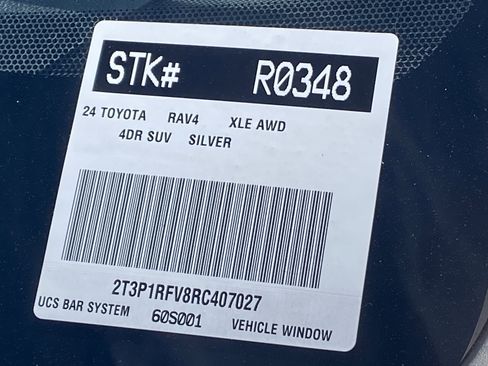 STK# R0348
24 TOYOTA RAV4 XLE AWD
4DR SUV SILVER
2T3P1RFV8RC407027
UCS BAR SYSTEM 60S001 VEHICLE WINDOW